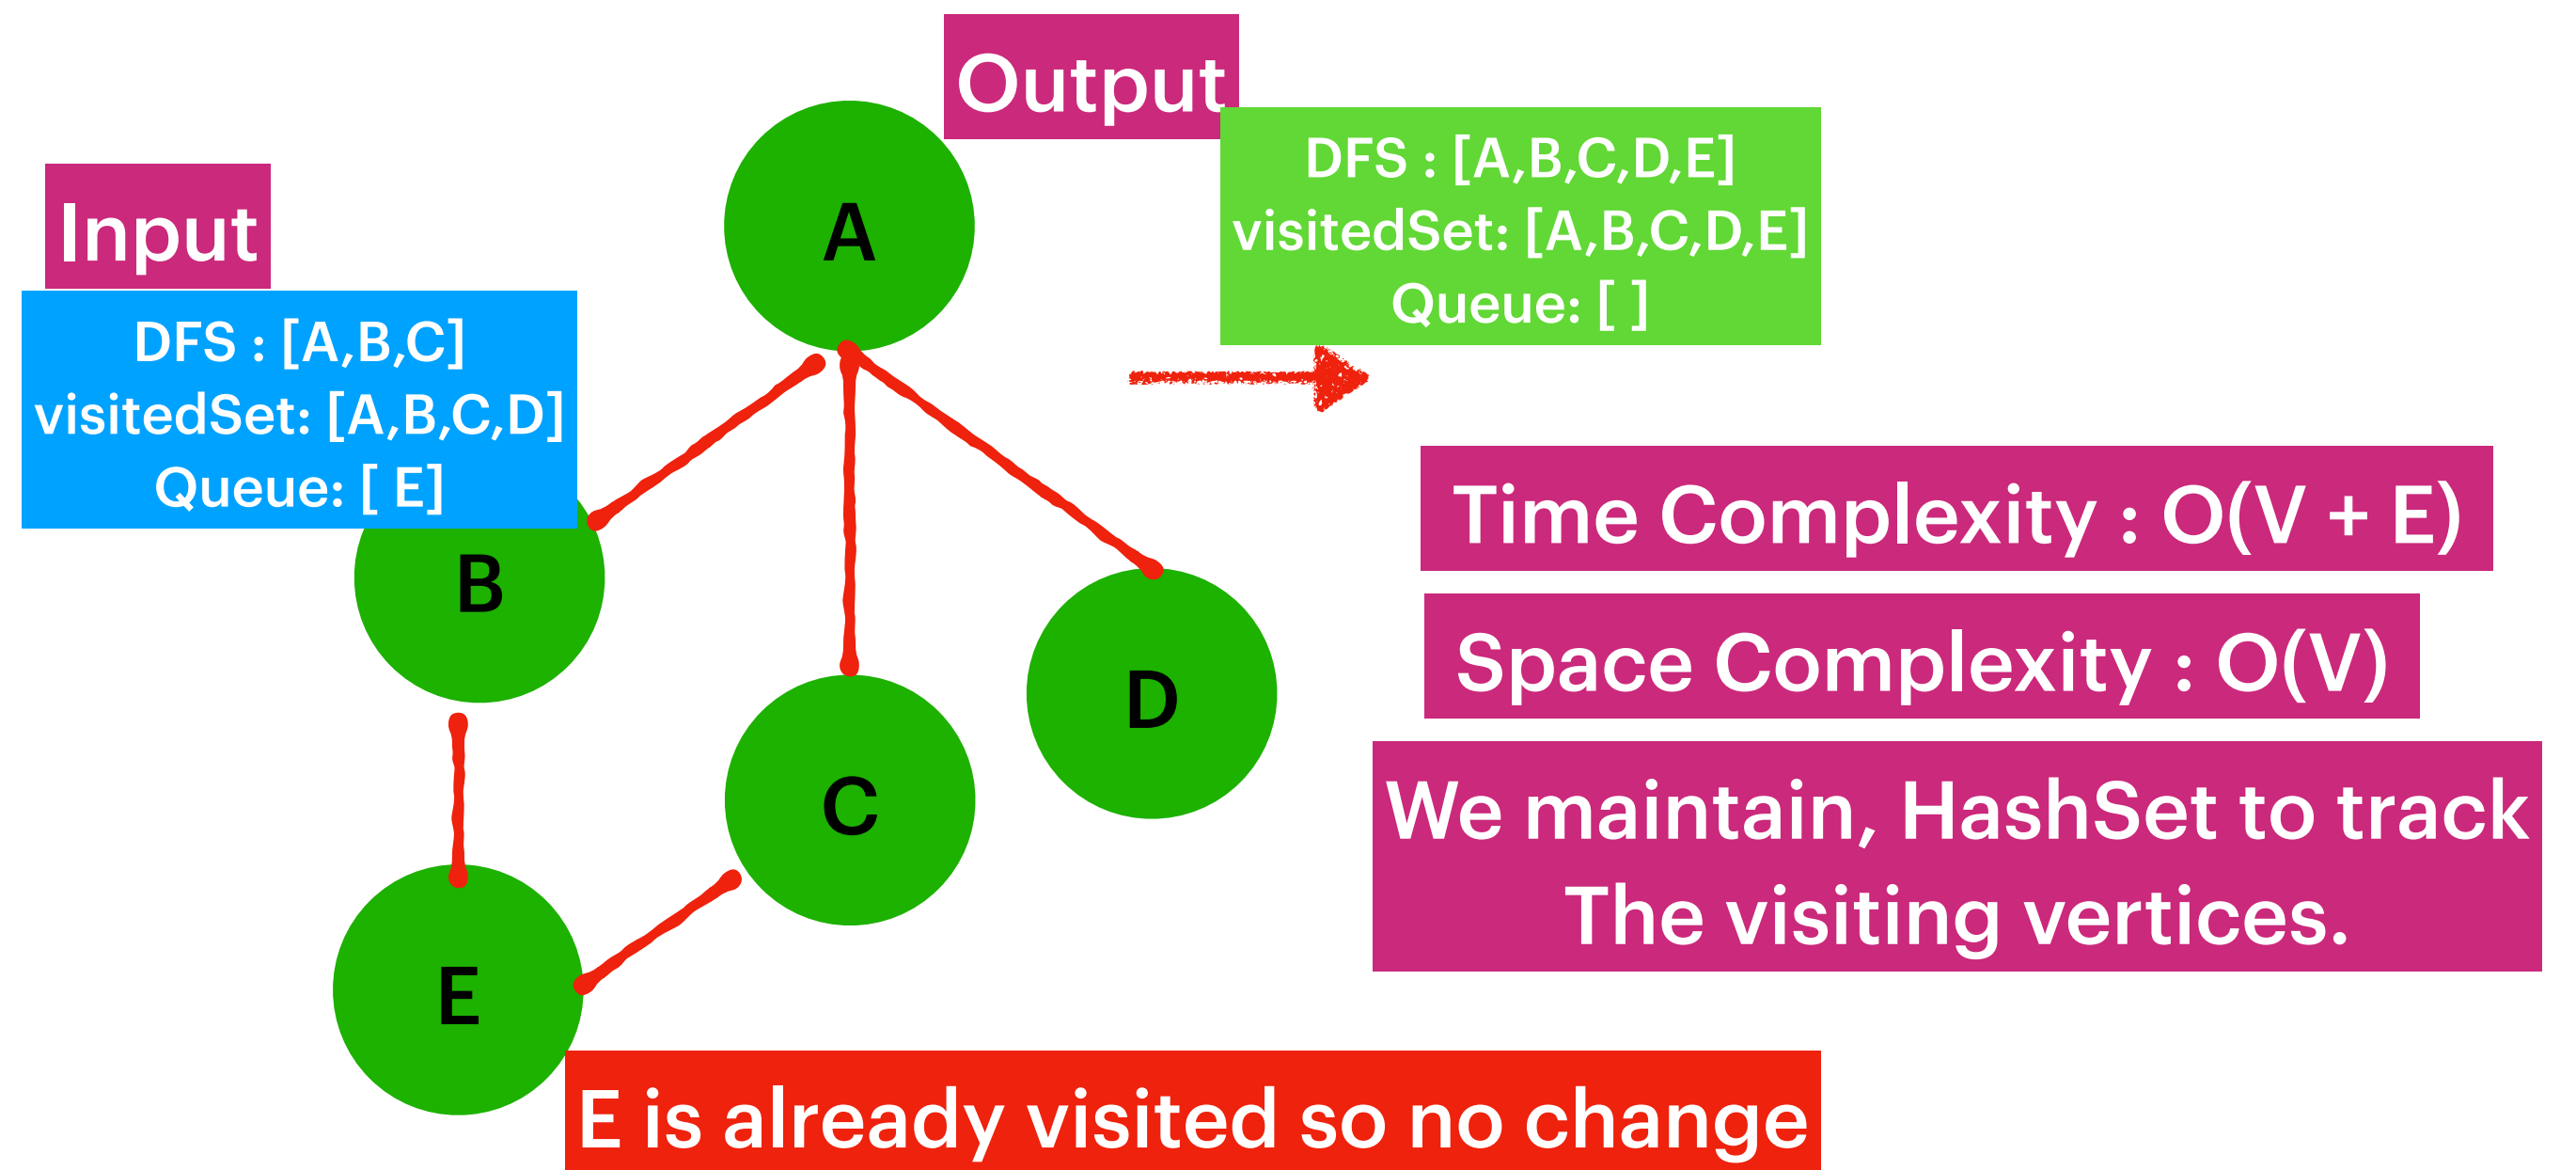 Output
DFS : [A,B,C,D,E]
visitedSet: [A,B,C,D,E]
Queue: [ ]
Input
DFS : [A,B,C]
visitedSet: [A,B,C,D]
Queue: [ E]
A
B
C
D
E
Time Complexity : O(V + E)
Space Complexity : O(V)
We maintain, HashSet to track
The visiting vertices.
E is already visited so no change